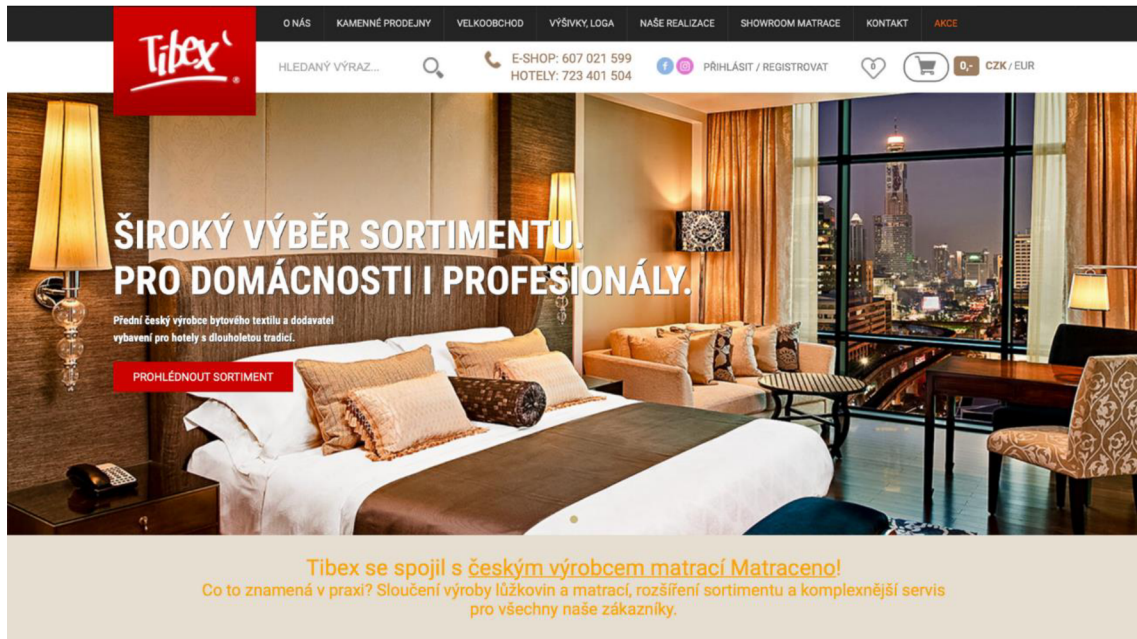 O NÁS KAMENNÉ PRODEJNY VELKOOBCHOD VÝŠIVKY, LOGA NAŠE REALIZACE SHOWROOM MATRACE KONTAKT AKCE
Tibex
HLEDANÝ VÝRAZ...
E-SHOP: 607 021 599
HOTELY: 723 401 504
PŘIHLÁSIT / REGISTROVAT
0
0,-
CZK / EUR
ŠIROKÝ VÝBĚR SORTIMENTU.
PRO DOMÁCNOSTI I PROFESIONÁLY.
Přední český výrobce bytového textilu a dodavatel
vybavení pro hotely s dlouholetou tradicí.
PROHLÉDNOUT SORTIMENT
Tibex se spojil s českým výrobcem matrací Matraceno!
Co to znamená v praxi? Sloučení výroby lůžkovin a matrací, rozšíření sortimentu a komplexnější servis
pro všechny naše zákazníky.